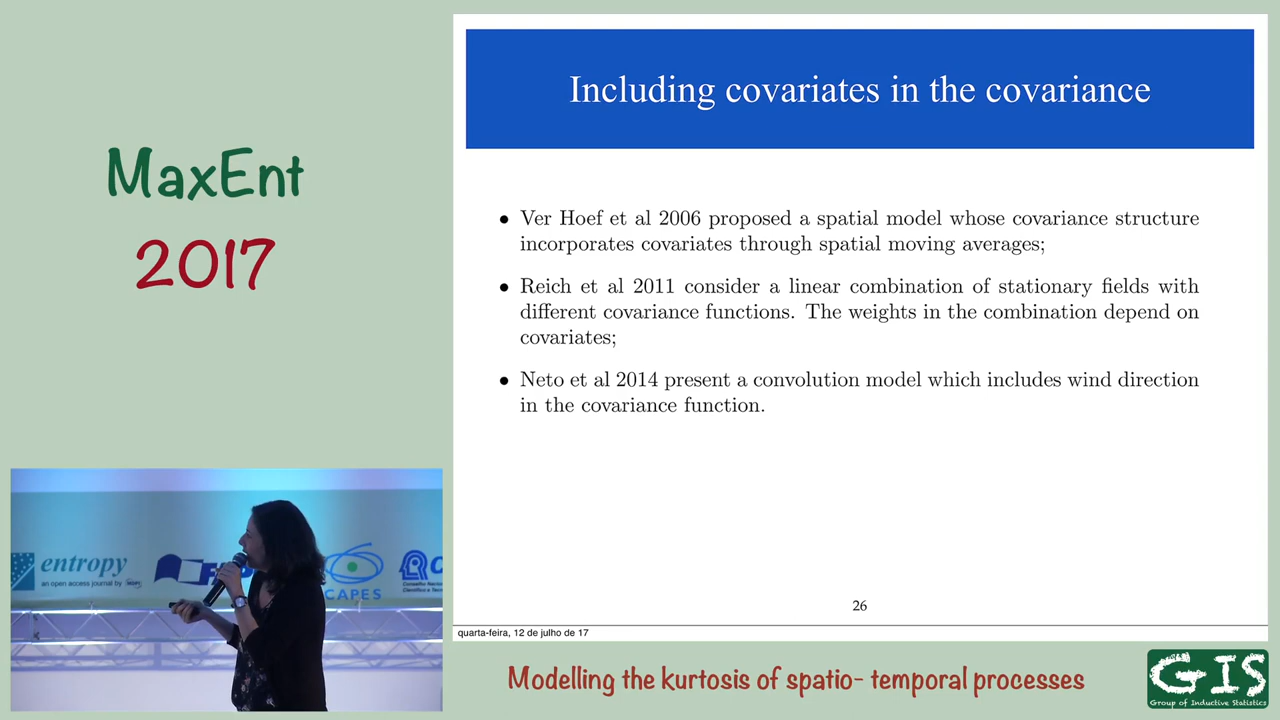 MaxEnt
2017
Including covariates in the covariance
• Ver Hoef et al 2006 proposed a spatial model whose covariance structure
incorporates covariates through spatial moving averages;
• Reich et al 2011 consider a linear combination of stationary fields with
different covariance functions. The weights in the combination depend on
covariates;
• Neto et al 2014 present a convolution model which includes wind direction
in the covariance function.
26
quarta-feira, 12 de julho de 17
entropy
an open access journal by
CAPES
Conselho
Modelling the kurtosis of spatio- temporal processes
GIS
Group of Inductive Statistics